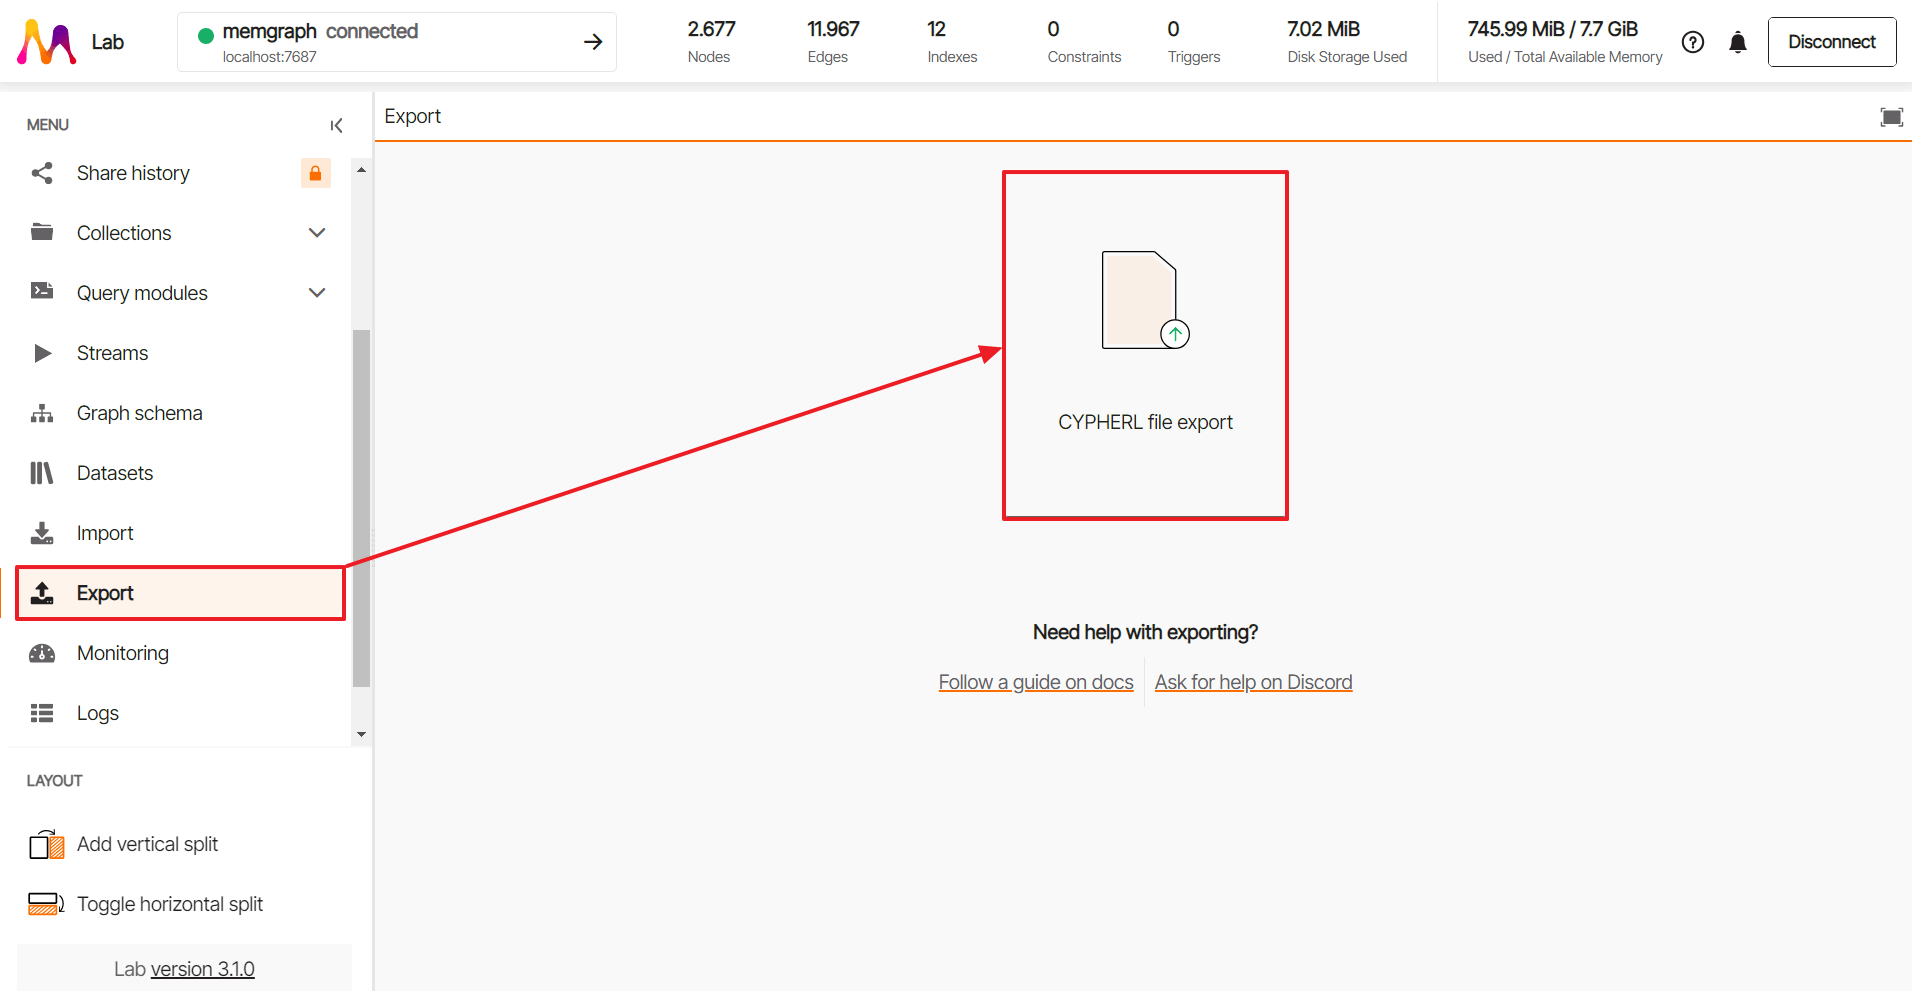 Lab
memgraph connected
localhost:7687
2.677
Nodes
11.967
Edges
12
Indexes
0
Constraints
0
Triggers
7.02 MiB
Disk Storage Used
745.99 MiB / 7.7 GiB
Used / Total Available Memory
Disconnect
MENU
Share history
Collections
Query modules
Streams
Graph schema
Datasets
Import
Export
Monitoring
Logs
LAYOUT
Add vertical split
Toggle horizontal split
Lab version 3.1.0
Export
CYPHERL file export
Need help with exporting?
Follow a guide on docs
Ask for help on Discord